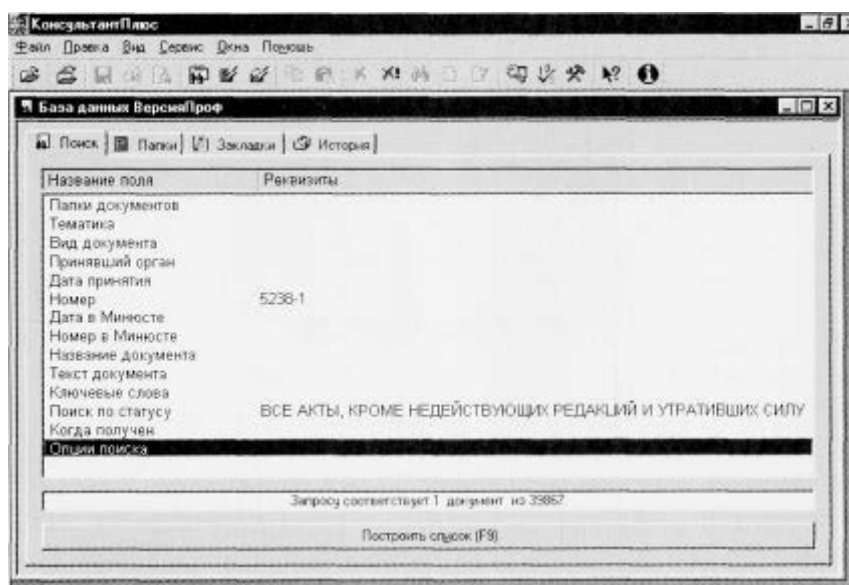 КонсультантПлюс
Файл Правка Вид Сервис Окна Помощь
База данных ВерсияПроф
Поиск Папки Закладки История
Название поля Реквизиты
Папки документов
Тематика
Вид документа
Принявший орган
Дата принятия
Номер 5238-1
Дата в Минюсте
Номер в Минюсте
Название документа
Текст документа
Ключевые слова
Поиск по статусу ВСЕ АКТЫ, КРОМЕ НЕДЕЙСТВУЮЩИХ РЕДАКЦИЙ И УТРАТИВШИХ СИЛУ
Когда получен
Опции поиска
Запросу соответствует 1 документ из 39867
Построить список (F9)